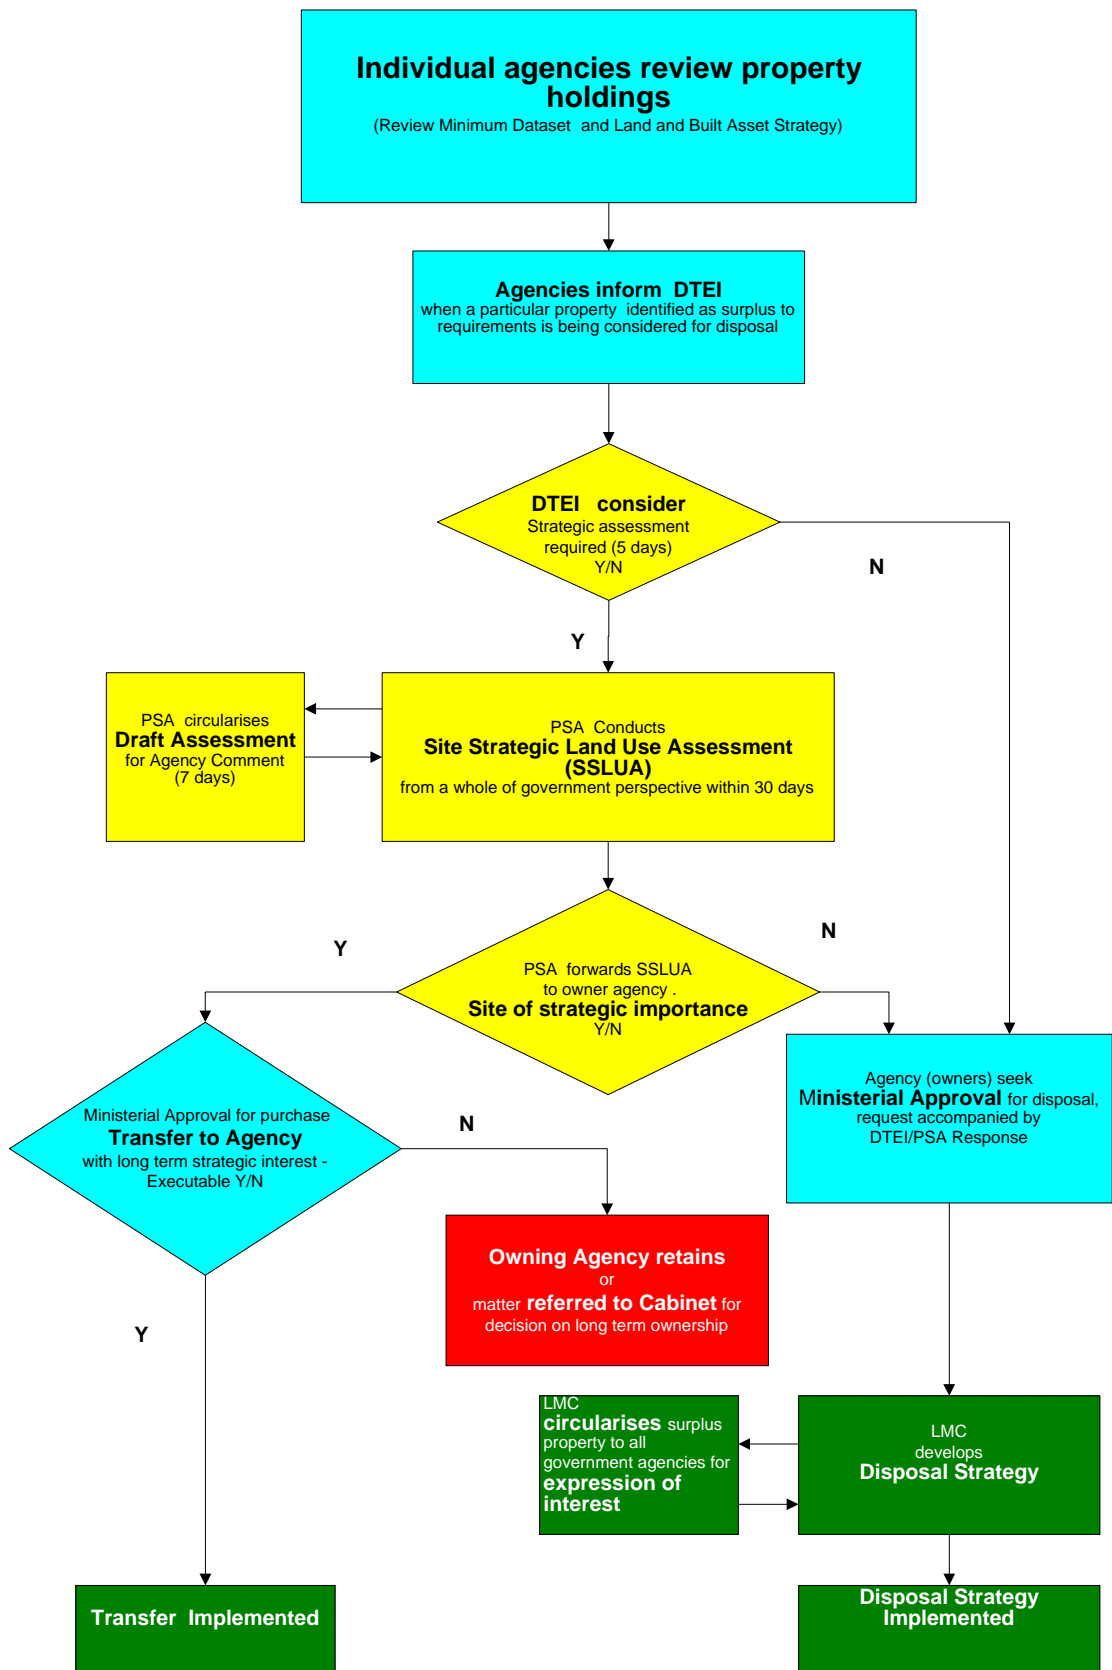 Individual agencies review property
holdings
(Review Minimum Dataset and Land and Built Asset Strategy)
Agencies inform DTEI
when a particular property identified as surplus to
requirements is being considered for disposal
DTEI consider
Strategic assessment
required (5 days)
Y/N
N
Y
PSA circularises
Draft Assessment
for Agency Comment
(7 days)
PSA Conducts
Site Strategic Land Use Assessment
(SSLUA)
from a whole of government perspective within 30 days
Y
N
PSA forwards SSLUA
to owner agency .
Site of strategic importance
Y/N
Ministerial Approval for purchase
Transfer to Agency
with long term strategic interest -
Executable Y/N
N
Agency (owners) seek
Ministerial Approval for disposal,
request accompanied by
DTEI/PSA Response
Owning Agency retains
or
matter referred to Cabinet for
decision on long term ownership
Y
LMC
circularises surplus
property to all
government agencies for
expression of
interest
LMC
develops
Disposal Strategy
Transfer Implemented
Disposal Strategy
Implemented